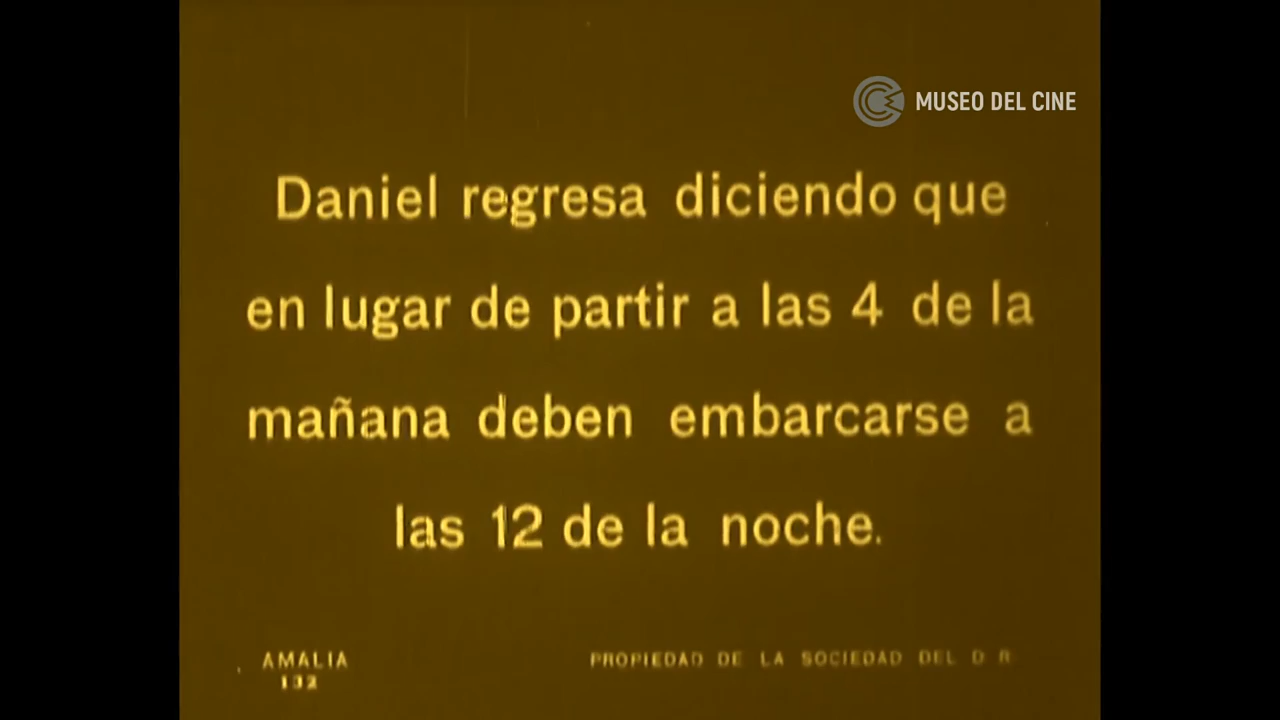 MUSEO DEL CINE
Daniel regresa diciendo que
en lugar de partir a las 4 de la
mañana deben embarcarse a
las 12 de la noche.
AMALIA
132
PROPIEDAD DE LA SOCIEDAD DEL D R